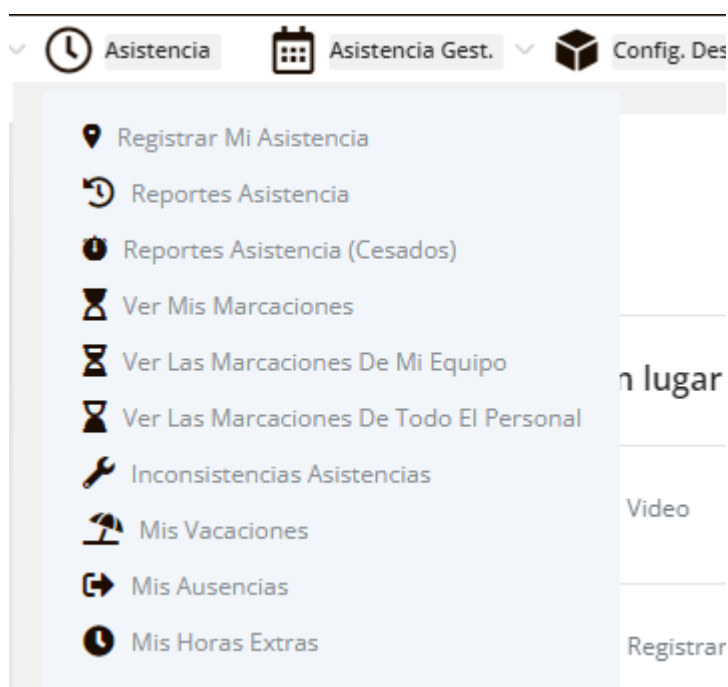 Asistencia Asistencia Gest. Config. Des
Registrar Mi Asistencia
Reportes Asistencia
Reportes Asistencia (Cesados)
Ver Mis Marcaciones
Ver Las Marcaciones De Mi Equipo
n lugar
Ver Las Marcaciones De Todo El Personal
Inconsistencias Asistencias
Video
Mis Vacaciones
Mis Ausencias
Mis Horas Extras
Registrar